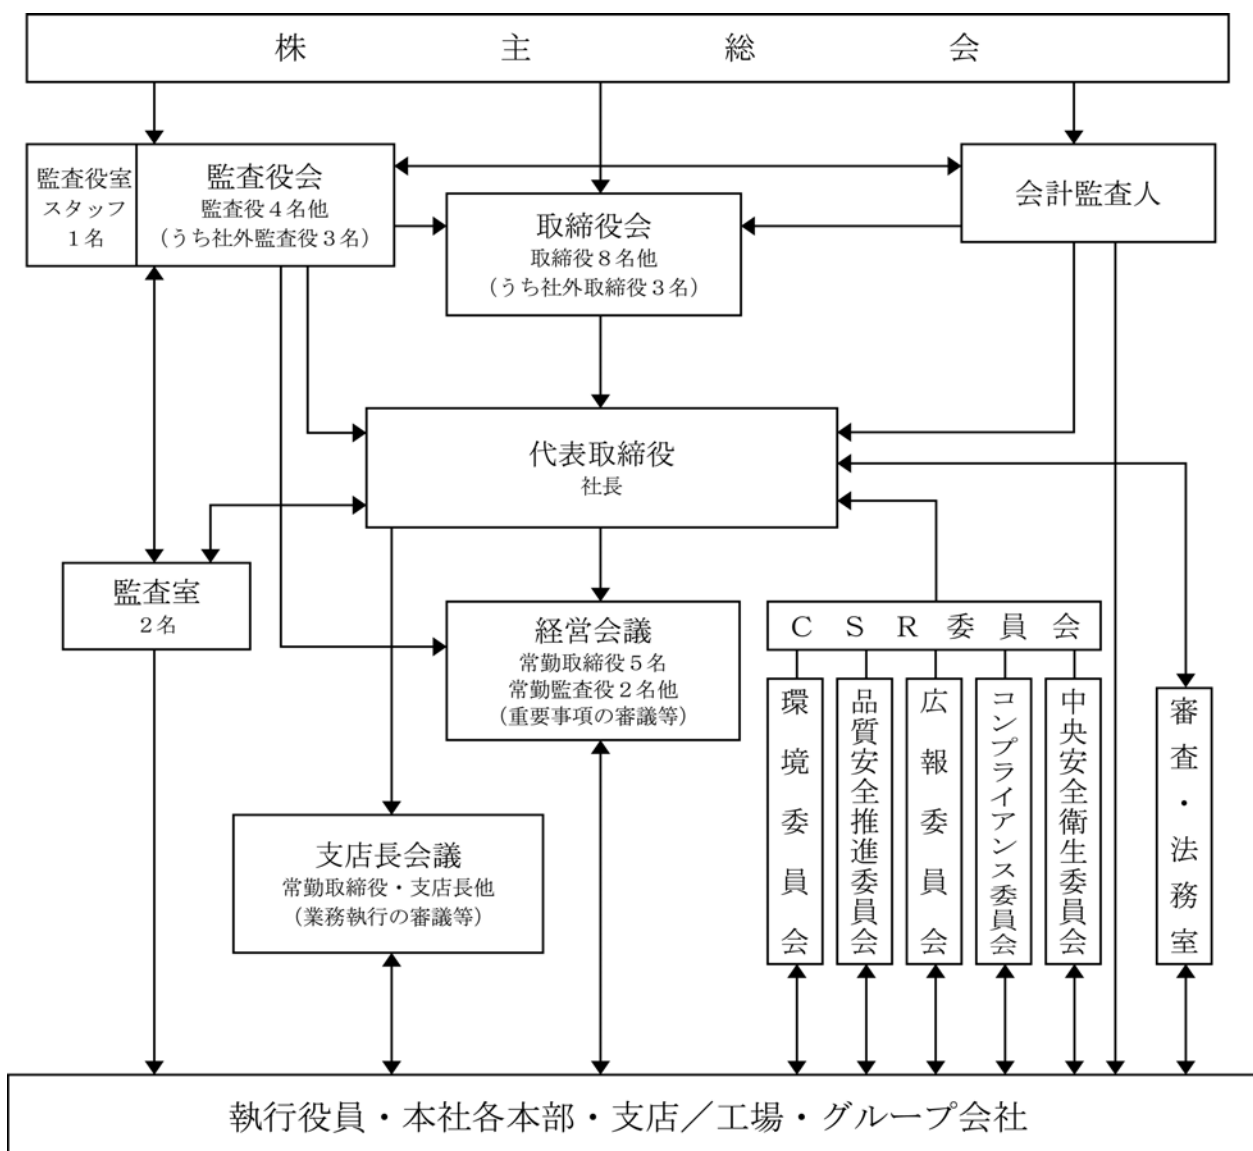 株主総会
監査役室
スタッフ
１名
監査役会
監査役４名他
（うち社外監査役３名）
会計監査人
取締役会
取締役８名他
（うち社外取締役３名）
代表取締役
社長
監査室
２名
経営会議
常勤取締役５名
常勤監査役２名他
（重要事項の審議等）
ＣＳＲ委員会
環境委員会
品質安全推進委員会
広報委員会
コンプライアンス委員会
中央安全衛生委員会
審査・法務室
支店長会議
常勤取締役・支店長他
（業務執行の審議等）
執行役員・本社各本部・支店／工場・グループ会社